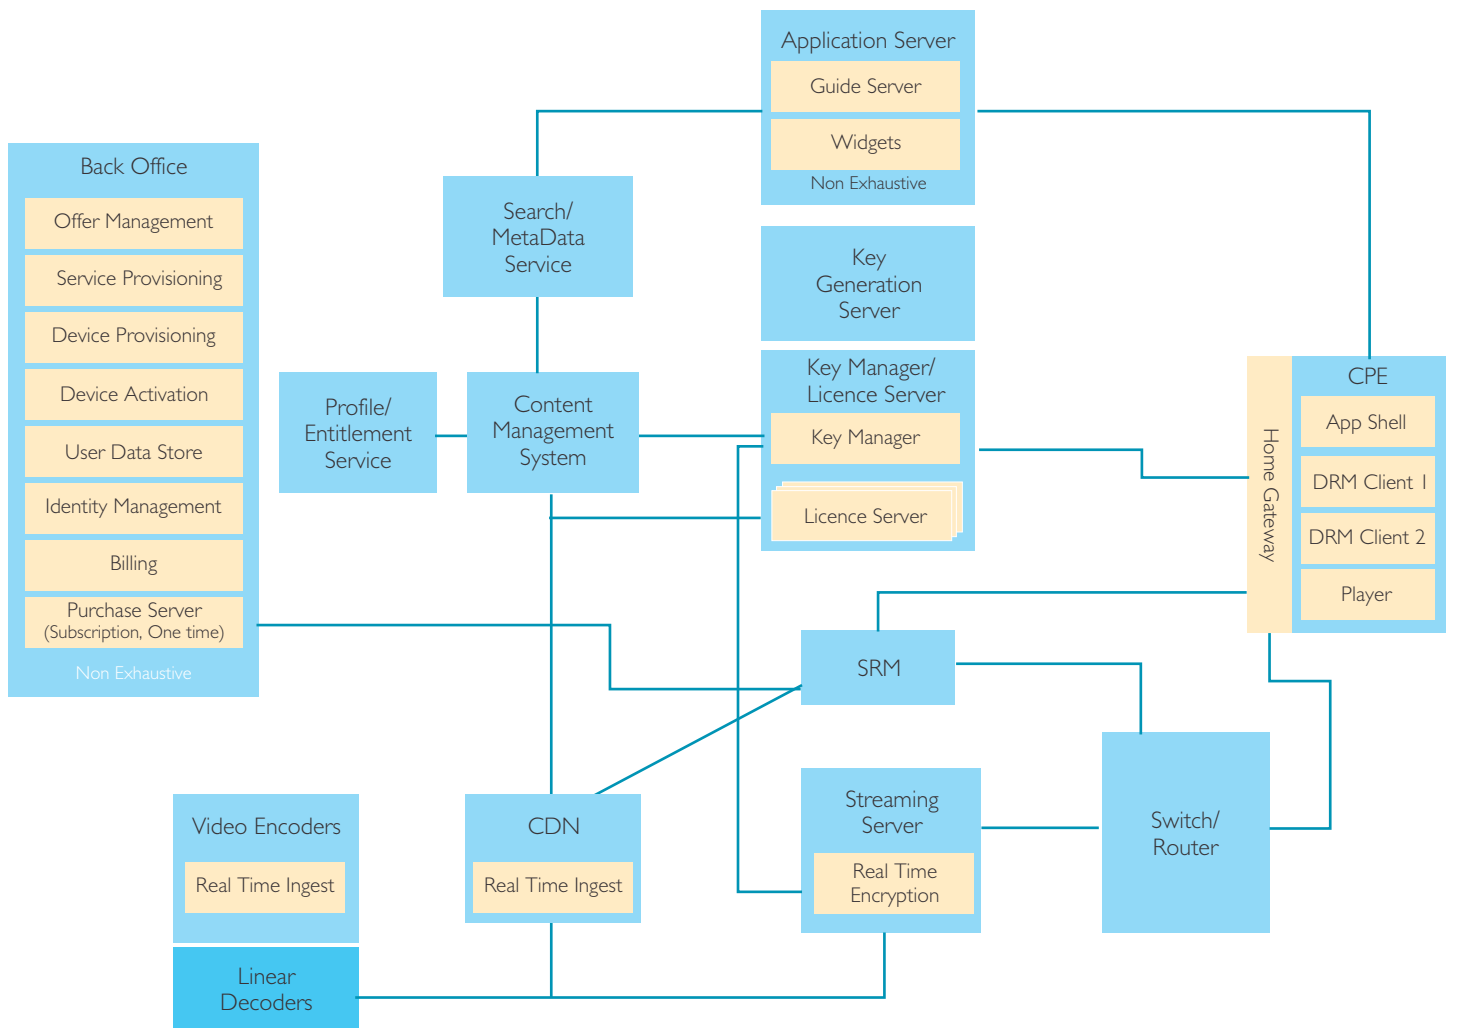 Application Server
Guide Server
Widgets
Non Exhaustive
Back Office
Offer Management
Service Provisioning
Device Provisioning
Device Activation
User Data Store
Identity Management
Billing
Purchase Server
(Subscription, One time)
Non Exhaustive
Search/
MetaData
Service
Key
Generation
Server
Profile/
Entitlement
Service
Content
Management
System
Key Manager/
Licence Server
Key Manager
Licence Server
Home Gateway
CPE
App Shell
DRM Client 1
DRM Client 2
Player
SRM
Video Encoders
Real Time Ingest
Linear
Decoders
CDN
Real Time Ingest
Streaming
Server
Real Time
Encryption
Switch/
Router